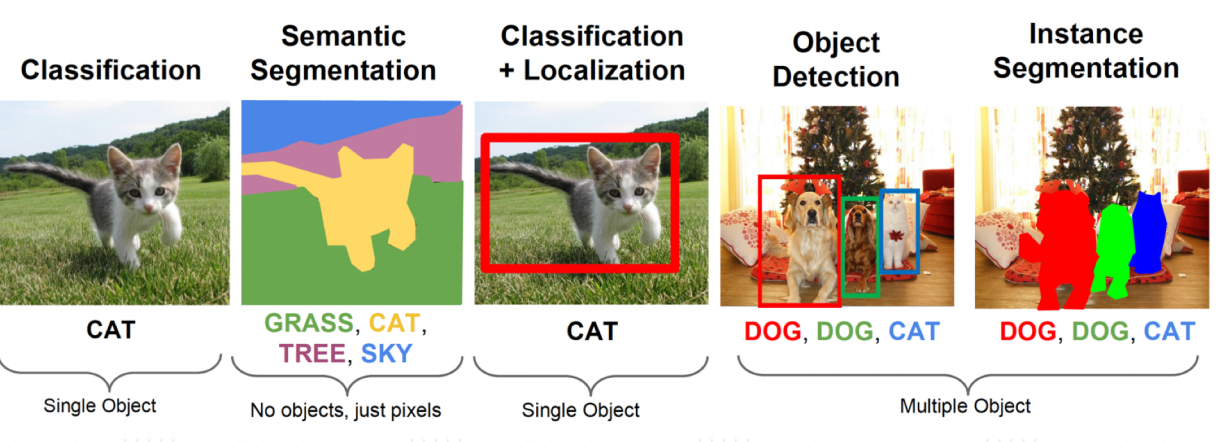 Classification
Semantic
Segmentation
Classification
+ Localization
Object
Detection
Instance
Segmentation
CAT
GRASS, CAT,
TREE, SKY
CAT
DOG, DOG, CAT
DOG, DOG, CAT
Single Object
No objects, just pixels
Single Object
Multiple Object